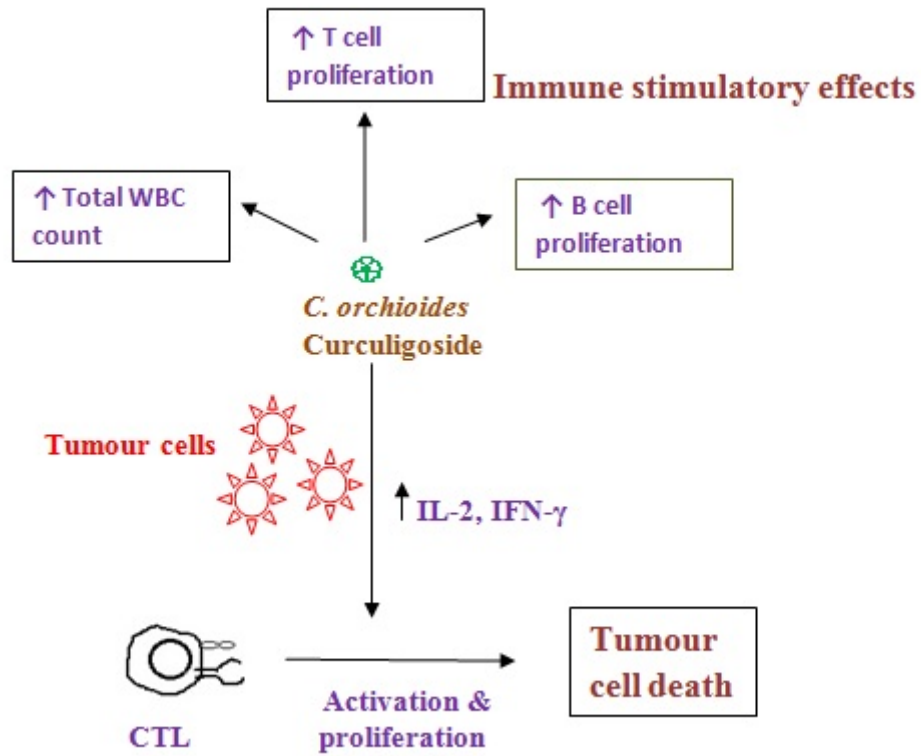 ↑ T cell
proliferation
Immune stimulatory effects
↑ Total WBC
count
↑ B cell
proliferation
C. orchioides
Curculigoside
Tumour cells
↑ IL-2, IFN-γ
Tumour
cell death
Activation &
proliferation
CTL